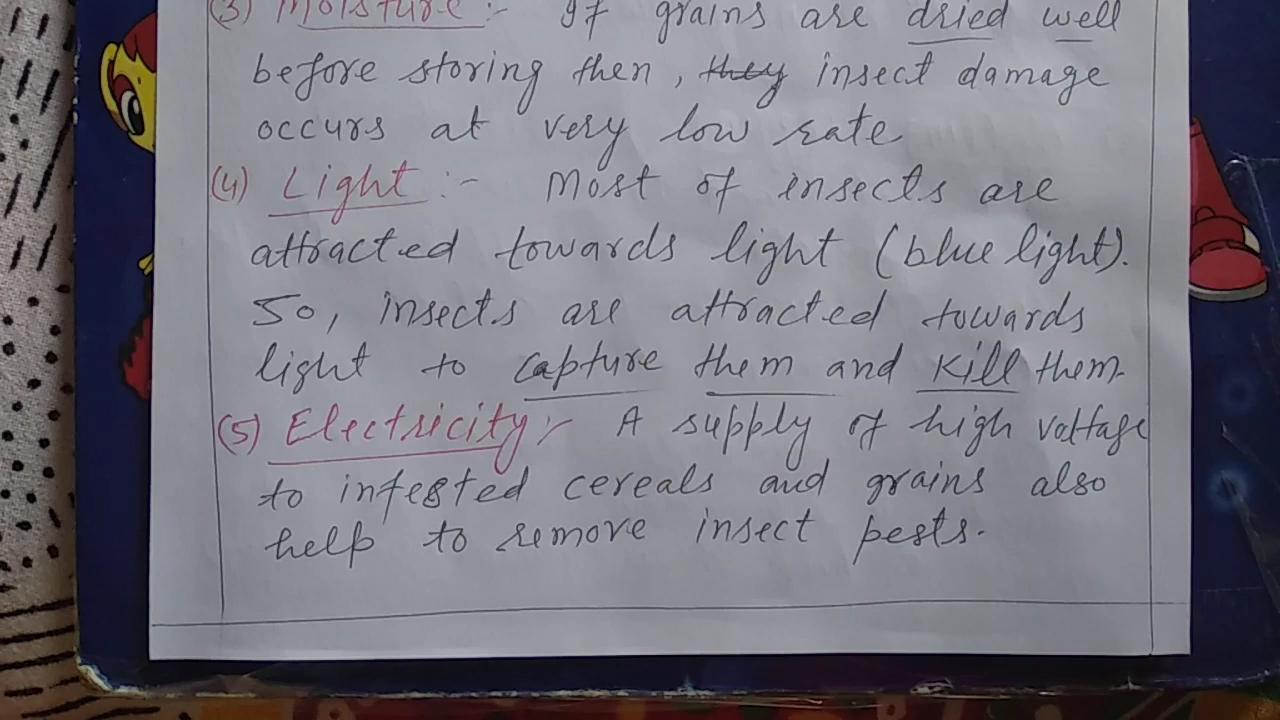 (3) Moisture :- If grains are dried well
before storing then, they insect damage
occurs at very low rate
(4) Light :- Most of insects are
attracted towards light (blue light).
So, insects are attracted towards
light to capture them and kill them
(5) Electricity :- A supply of high voltage
to infested cereals and grains also
help to remove insect pests.